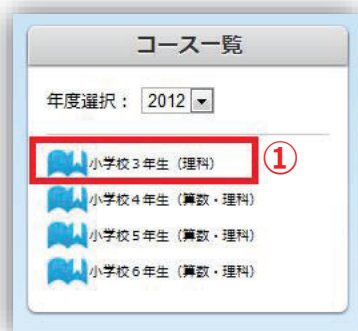 コース一覧
年度選択： 2012
小学校3年生（理科） ①
小学校4年生（算数・理科）
小学校5年生（算数・理科）
小学校6年生（算数・理科）